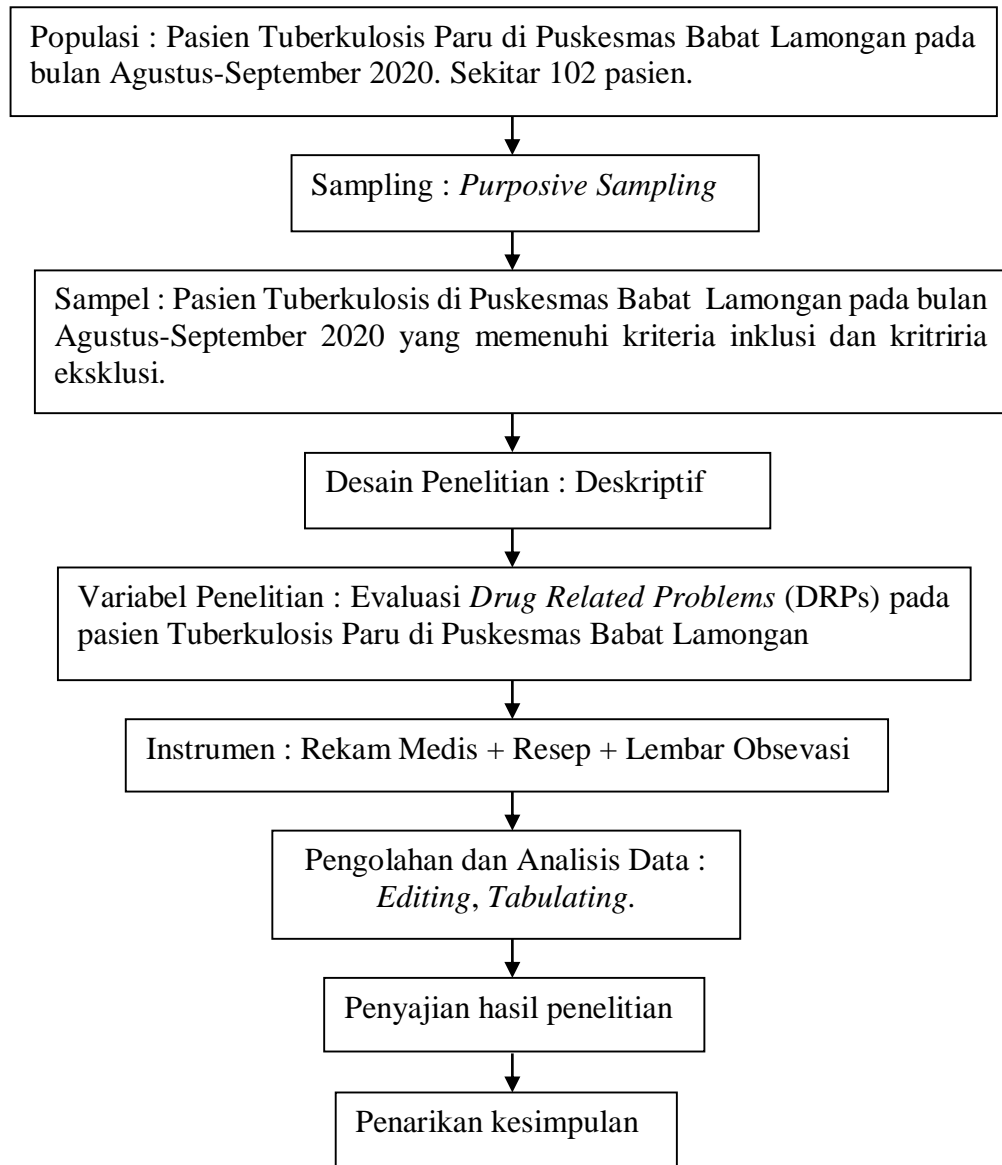 Populasi : Pasien Tuberkulosis Paru di Puskesmas Babat Lamongan pada
bulan Agustus-September 2020. Sekitar 102 pasien.
Sampling : Purposive Sampling
Sampel : Pasien Tuberkulosis di Puskesmas Babat Lamongan pada bulan
Agustus-September 2020 yang memenuhi kriteria inklusi dan kritriria
eksklusi.
Desain Penelitian : Deskriptif
Variabel Penelitian : Evaluasi Drug Related Problems (DRPs) pada
pasien Tuberkulosis Paru di Puskesmas Babat Lamongan
Instrumen : Rekam Medis + Resep + Lembar Obsevasi
Pengolahan dan Analisis Data :
Editing, Tabulating.
Penyajian hasil penelitian
Penarikan kesimpulan